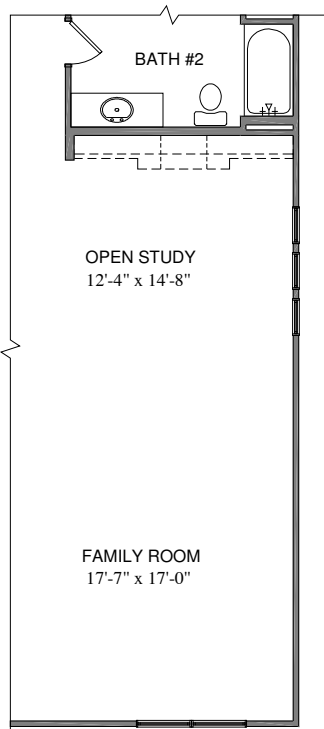 BATH #2
OPEN STUDY
12'-4" x 14'-8"
FAMILY ROOM
17'-7" x 17'-0"